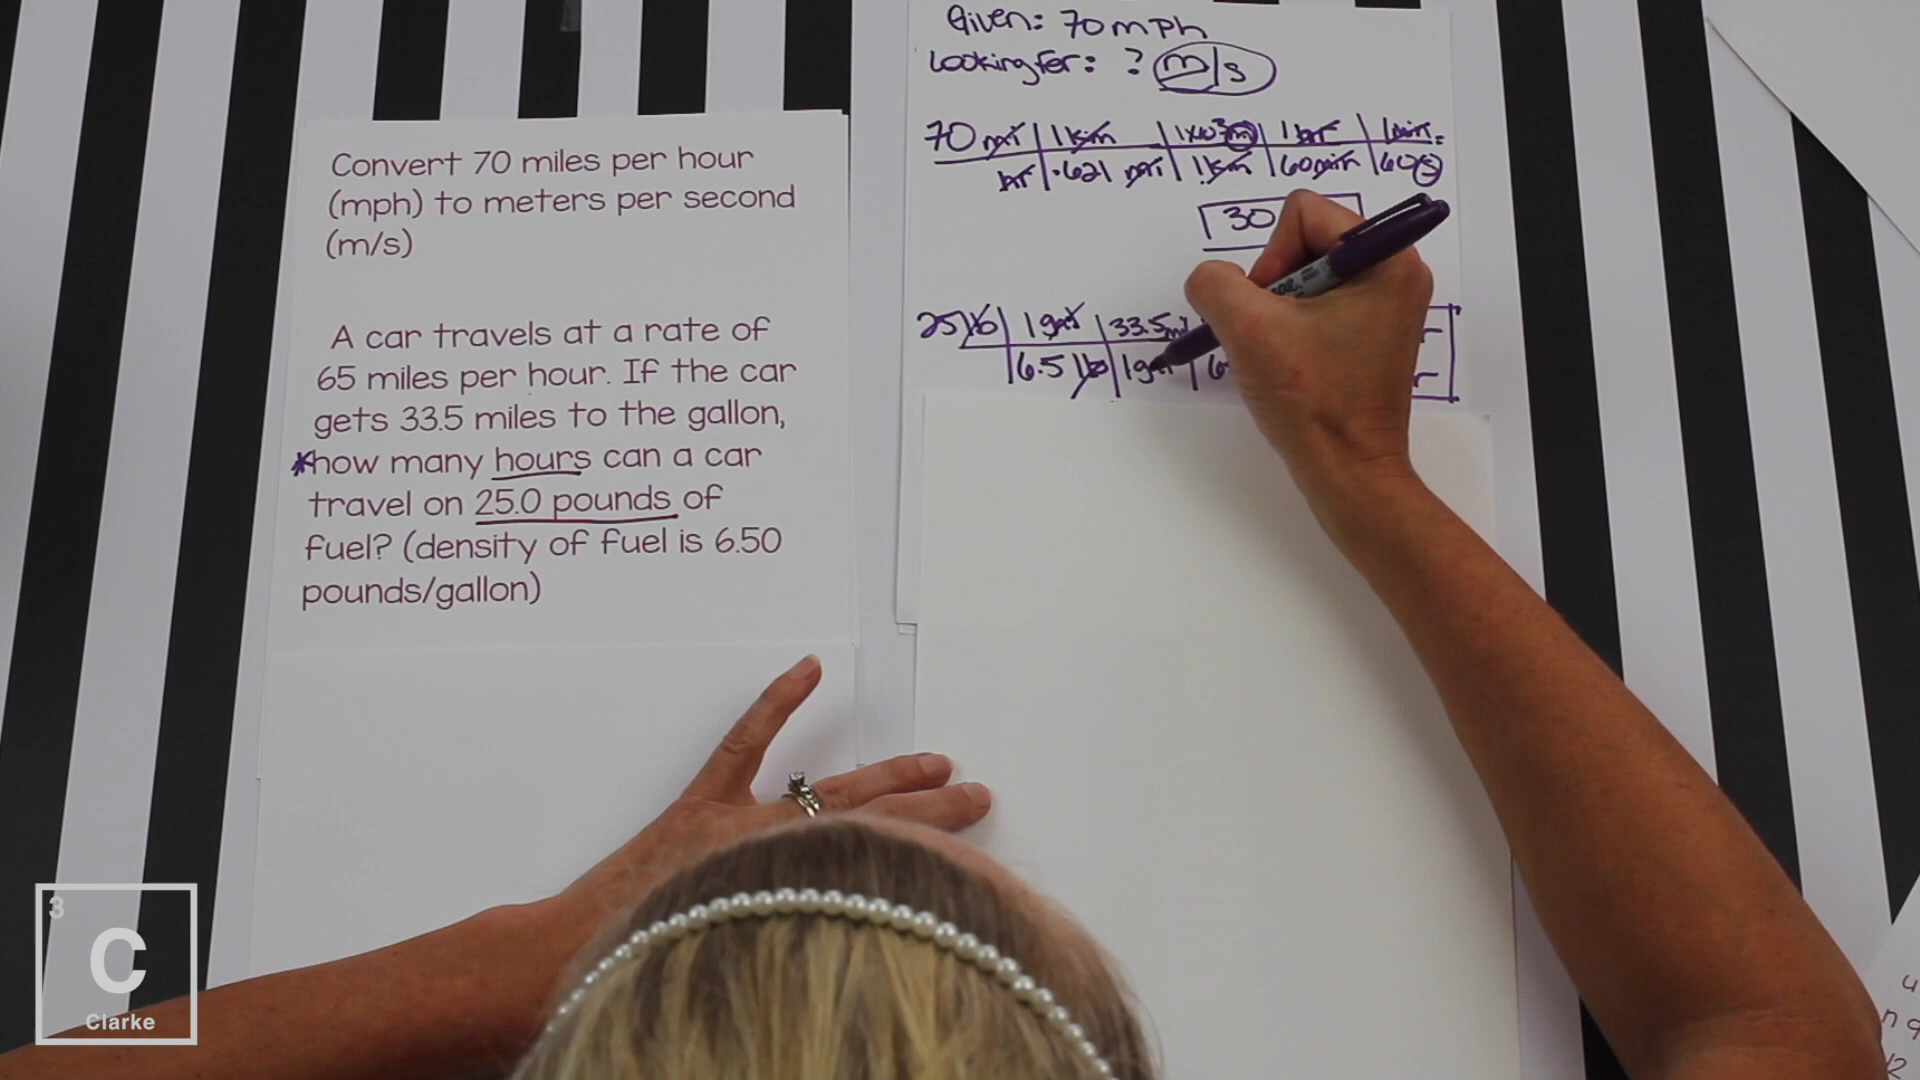 Convert 70 miles per hour
(mph) to meters per second
(m/s)
A car travels at a rate of
65 miles per hour. If the car
gets 33.5 miles to the gallon,
*how many hours can a car
travel on 25.0 pounds of
fuel? (density of fuel is 6.50
pounds/gallon)
Given: 70 mph
Looking for: ? m/s
70 mi | 1 km | 1x10³ m | 1 hr | 1 min =
hr | .621 mi | 1 km | 60 min | 60 s
30
25 lb | 1 gal | 33.5 mi
6.5 lb | 1 gal | 6
3
C
Clarke